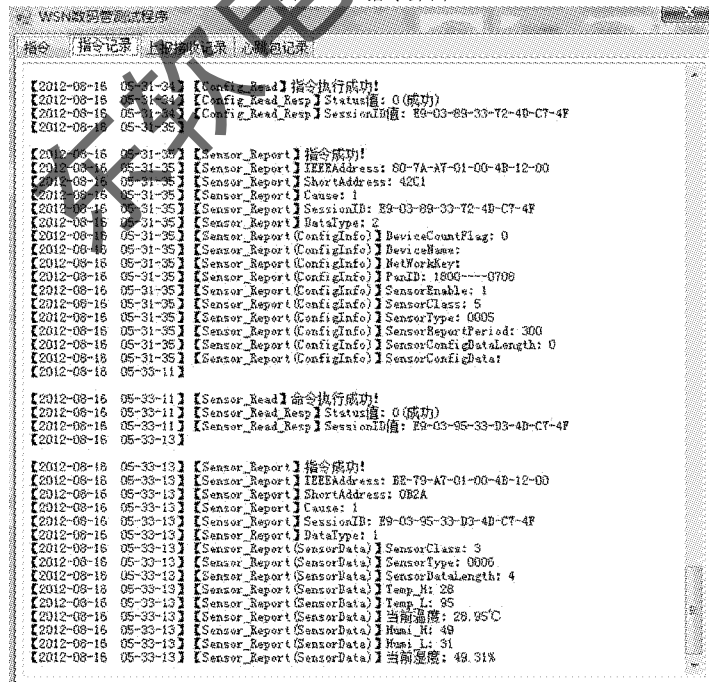 WSN数码管测试程序
指令 指令记录 上报接收记录 心跳包记录
【2012-08-16 05-31-34】【Config_Read】指令执行成功!
【2012-08-16 05-31-34】【Config_Read_Resp】Status值: 0(成功)
【2012-08-16 05-31-34】【Config_Read_Resp】SessionID值: E9-03-89-33-72-4D-C7-4F
【2012-08-16 05-31-35】
【2012-08-16 05-31-35】【Sensor_Report】指令成功!
【2012-08-16 05-31-35】【Sensor_Report】IEEEAddress: 80-7A-A7-01-00-4B-12-00
【2012-08-16 05-31-35】【Sensor_Report】ShortAddress: 42C1
【2012-08-16 05-31-35】【Sensor_Report】Cause: 1
【2012-08-16 05-31-35】【Sensor_Report】SessionID: E9-03-89-33-72-4D-C7-4F
【2012-08-16 05-31-35】【Sensor_Report】DataType: 2
【2012-08-16 05-31-35】【Sensor_Report(ConfigInfo)】DeviceCountFlag: 0
【2012-08-16 05-31-35】【Sensor_Report(ConfigInfo)】DeviceName:
【2012-08-16 05-31-35】【Sensor_Report(ConfigInfo)】NetWorkKey:
【2012-08-16 05-31-35】【Sensor_Report(ConfigInfo)】PanID: 1800----0708
【2012-08-16 05-31-35】【Sensor_Report(ConfigInfo)】SensorEnable: 1
【2012-08-16 05-31-35】【Sensor_Report(ConfigInfo)】SensorClass: 5
【2012-08-16 05-31-35】【Sensor_Report(ConfigInfo)】SensorType: 0005
【2012-08-16 05-31-35】【Sensor_Report(ConfigInfo)】SensorReportPeriod: 300
【2012-08-16 05-31-35】【Sensor_Report(ConfigInfo)】SensorConfigDataLength: 0
【2012-08-16 05-31-35】【Sensor_Report(ConfigInfo)】SensorConfigData:
【2012-08-16 05-33-11】
【2012-08-16 05-33-11】【Sensor_Read】命令执行成功!
【2012-08-16 05-33-11】【Sensor_Read_Resp】Status值: 0(成功)
【2012-08-16 05-33-11】【Sensor_Read_Resp】SessionID值: E9-03-95-33-D3-4D-C7-4F
【2012-08-16 05-33-13】
【2012-08-16 05-33-13】【Sensor_Report】指令成功!
【2012-08-16 05-33-13】【Sensor_Report】IEEEAddress: BE-79-A7-01-00-4B-12-00
【2012-08-16 05-33-13】【Sensor_Report】ShortAddress: 0B2A
【2012-08-16 05-33-13】【Sensor_Report】Cause: 1
【2012-08-16 05-33-13】【Sensor_Report】SessionID: E9-03-95-33-D3-4D-C7-4F
【2012-08-16 05-33-13】【Sensor_Report】DataType: 1
【2012-08-16 05-33-13】【Sensor_Report(SensorData)】SensorClass: 3
【2012-08-16 05-33-13】【Sensor_Report(SensorData)】SensorType: 0006
【2012-08-16 05-33-13】【Sensor_Report(SensorData)】SensorDataLength: 4
【2012-08-16 05-33-13】【Sensor_Report(SensorData)】Temp_H: 28
【2012-08-16 05-33-13】【Sensor_Report(SensorData)】Temp_L: 95
【2012-08-16 05-33-13】【Sensor_Report(SensorData)】当前温度: 28.95℃
【2012-08-16 05-33-13】【Sensor_Report(SensorData)】Humi_H: 49
【2012-08-16 05-33-13】【Sensor_Report(SensorData)】Humi_L: 31
【2012-08-16 05-33-13】【Sensor_Report(SensorData)】当前湿度: 49.31%